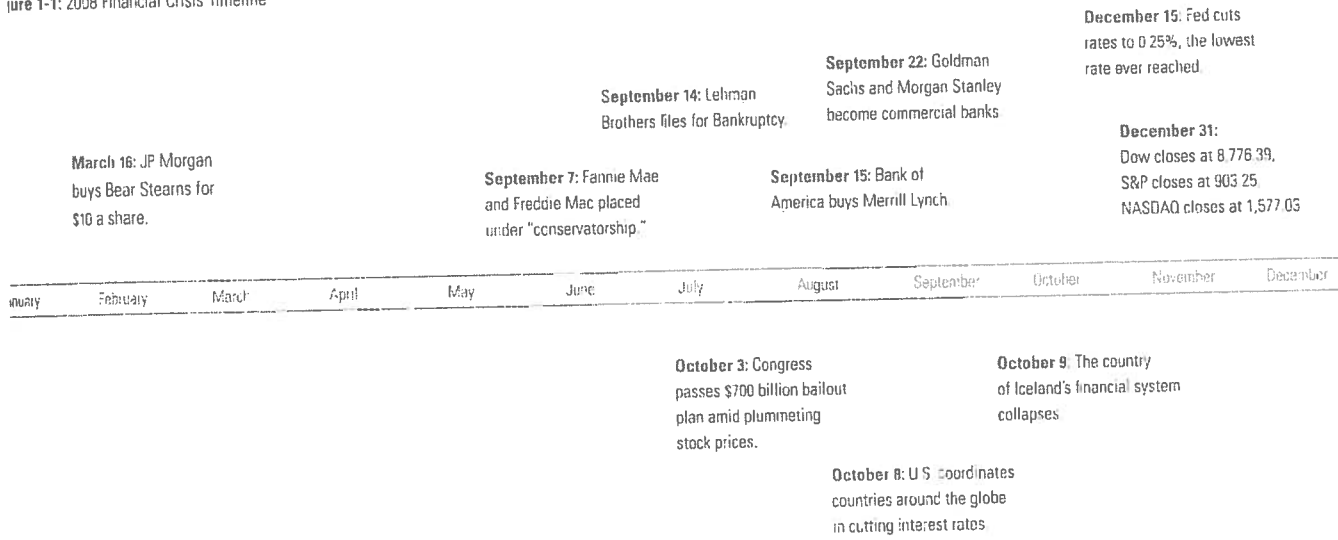 ure 1-1: 2008 Financial Crisis Timeline
December 15: Fed cuts
rates to 0.25%, the lowest
rate ever reached.
September 22: Goldman
Sachs and Morgan Stanley
become commercial banks
September 14: Lehman
Brothers files for Bankruptcy.
December 31:
Dow closes at 8,776.39,
S&P closes at 903.25
NASDAQ closes at 1,577.03
March 16: JP Morgan
buys Bear Stearns for
$10 a share.
September 7: Fannie Mae
and Freddie Mac placed
under "conservatorship."
September 15: Bank of
America buys Merrill Lynch
nuary February March April May June July August September October November December
October 3: Congress
passes $700 billion bailout
plan amid plummeting
stock prices.
October 9: The country
of Iceland's financial system
collapses
October 8: U.S. coordinates
countries around the globe
in cutting interest rates